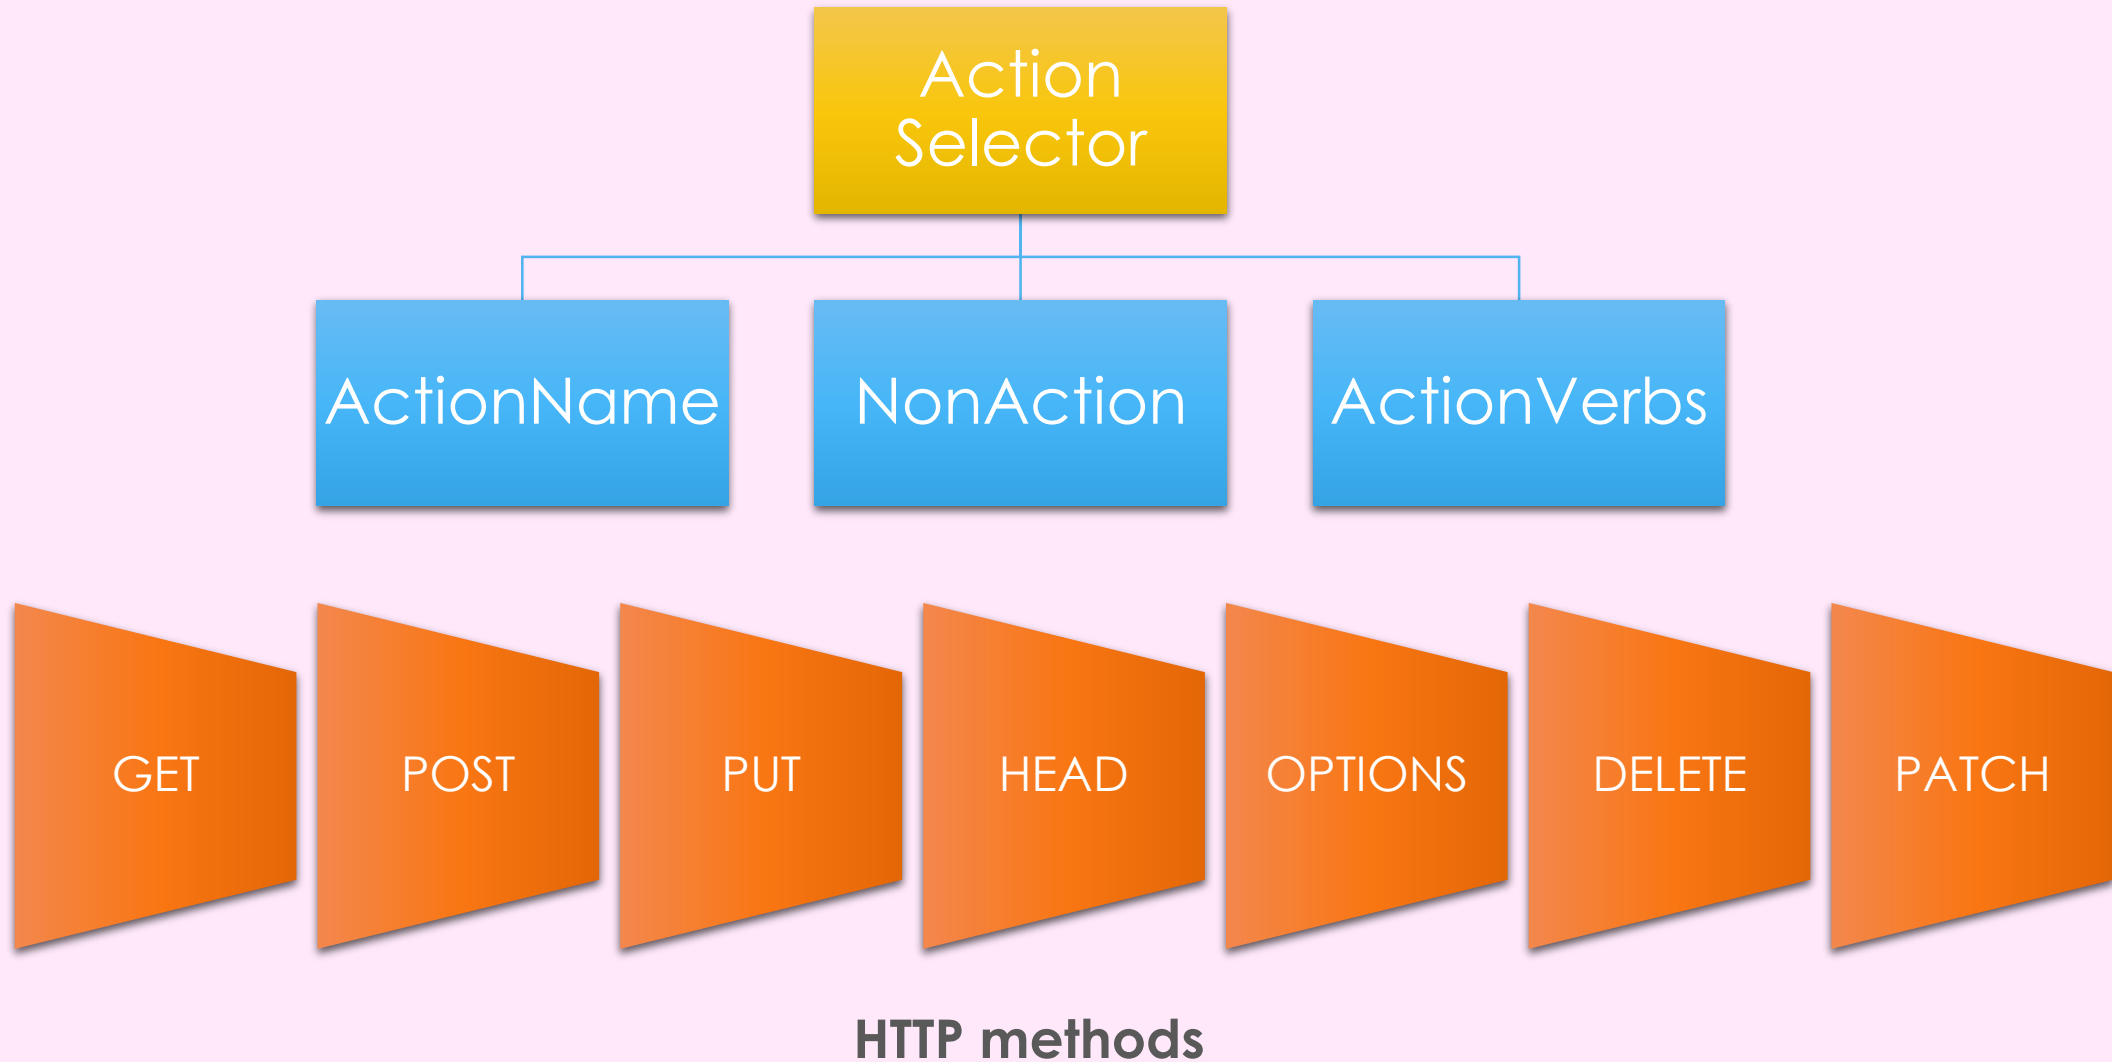 Action
Selector
ActionName
NonAction
ActionVerbs
GET
POST
PUT
HEAD
OPTIONS
DELETE
PATCH
HTTP methods